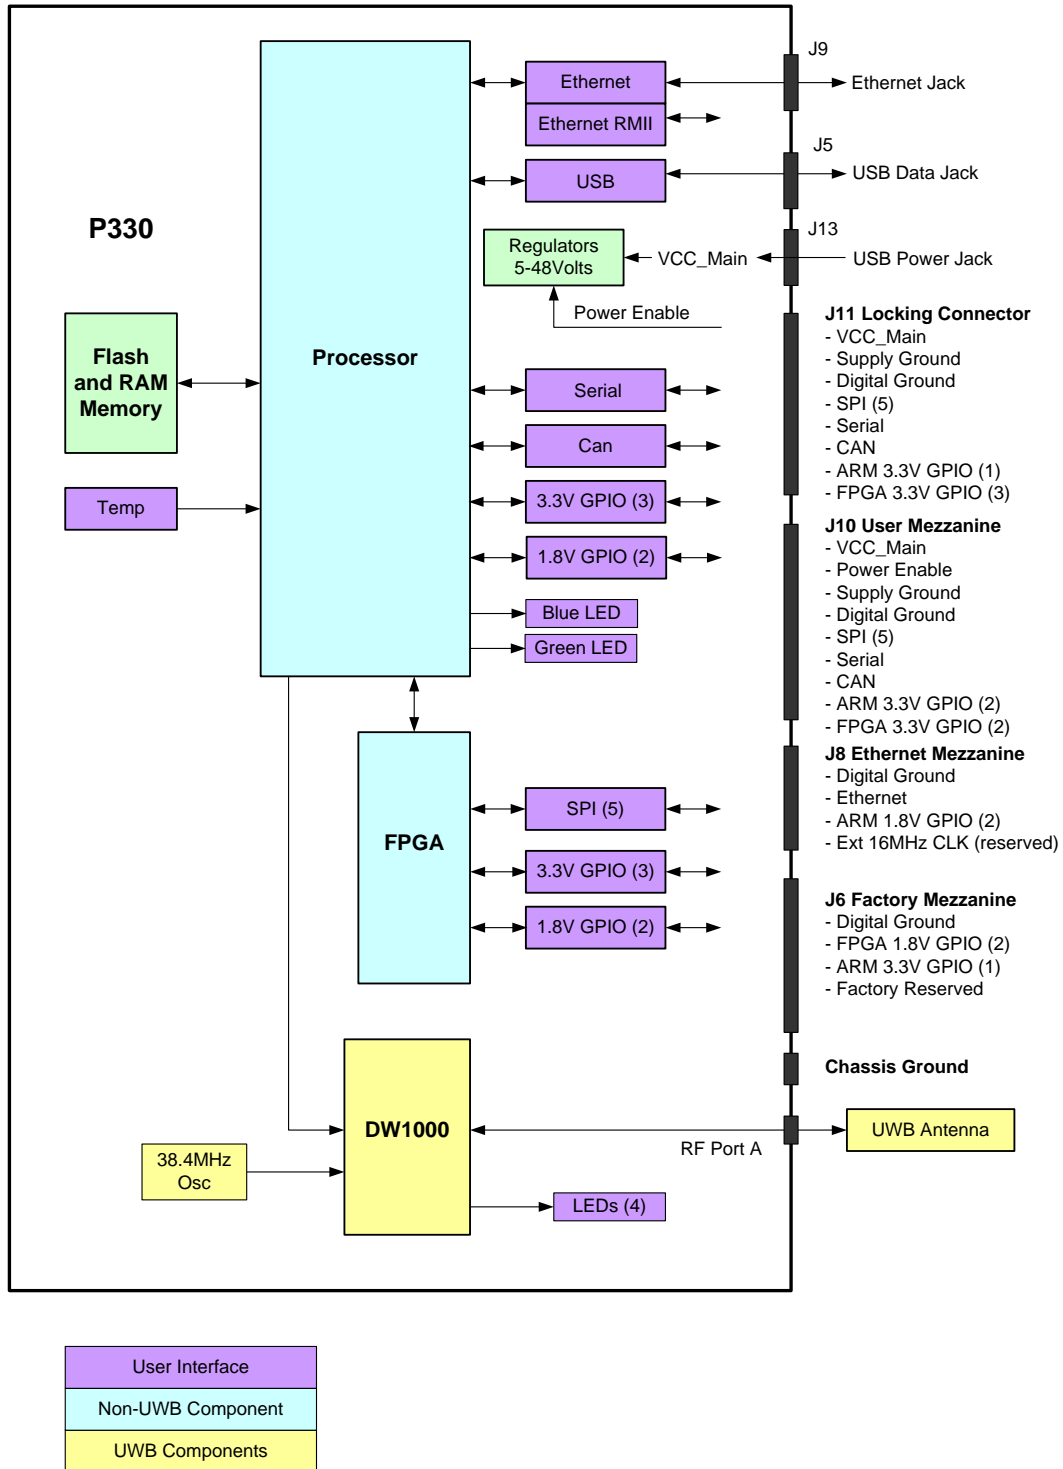 J9
Ethernet
Ethernet Jack
Ethernet RMII
J5
USB
USB Data Jack
P330
J13
Regulators
5-48Volts
VCC_Main
USB Power Jack
Power Enable
Flash
and RAM
Memory
Processor
Temp
Serial
Can
3.3V GPIO (3)
1.8V GPIO (2)
Blue LED
Green LED
J11 Locking Connector
- VCC_Main
- Supply Ground
- Digital Ground
- SPI (5)
- Serial
- CAN
- ARM 3.3V GPIO (1)
- FPGA 3.3V GPIO (3)
J10 User Mezzanine
- VCC_Main
- Power Enable
- Supply Ground
- Digital Ground
- SPI (5)
- Serial
- CAN
- ARM 3.3V GPIO (2)
- FPGA 3.3V GPIO (2)
FPGA
SPI (5)
3.3V GPIO (3)
1.8V GPIO (2)
J8 Ethernet Mezzanine
- Digital Ground
- Ethernet
- ARM 1.8V GPIO (2)
- Ext 16MHz CLK (reserved)
J6 Factory Mezzanine
- Digital Ground
- FPGA 1.8V GPIO (2)
- ARM 3.3V GPIO (1)
- Factory Reserved
Chassis Ground
DW1000
RF Port A
UWB Antenna
38.4MHz
Osc
LEDs (4)
User Interface
Non-UWB Component
UWB Components